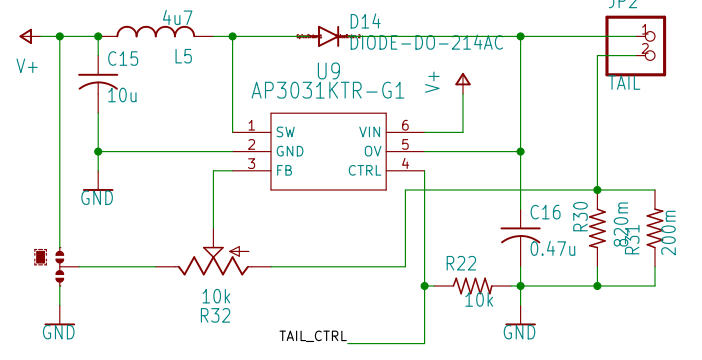 JP2
4u7
D14
DIODE-DO-214AC
1
2
V+
C15
L5
U9
V+
TAIL
10u
AP3031KTR-G1
1 SW VIN 6
2 GND OV 5
3 FB CTRL 4
GND
C16
R30
820m
R31
200m
0.47u
R22
10k
10k
R32
GND
GND
TAIL_CTRL